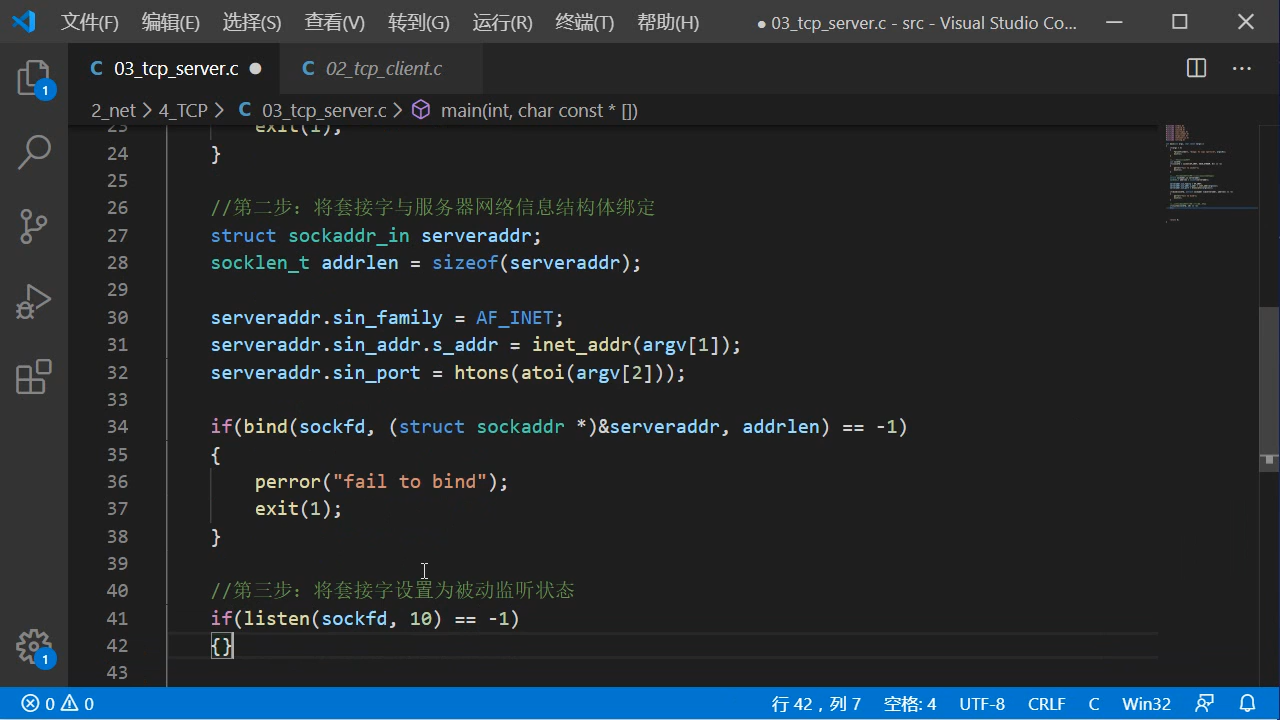 文件(F) 编辑(E) 选择(S) 查看(V) 转到(G) 运行(R) 终端(T) 帮助(H) ● 03_tcp_server.c - src - Visual Studio Co...
C 03_tcp_server.c ● C 02_tcp_client.c ...
1
2_net > 4_TCP > C 03_tcp_server.c > main(int, char const * [])
23 exit(1);
24 }
25
26 //第二步：将套接字与服务器网络信息结构体绑定
27 struct sockaddr_in serveraddr;
28 socklen_t addrlen = sizeof(serveraddr);
29
30 serveraddr.sin_family = AF_INET;
31 serveraddr.sin_addr.s_addr = inet_addr(argv[1]);
32 serveraddr.sin_port = htons(atoi(argv[2]));
33
34 if(bind(sockfd, (struct sockaddr *)&serveraddr, addrlen) == -1)
35 {
36 perror("fail to bind");
37 exit(1);
38 }
39
40 //第三步：将套接字设置为被动监听状态
41 if(listen(sockfd, 10) == -1)
42 {}
43
1
0 0 行 42，列 7 空格: 4 UTF-8 CRLF C Win32